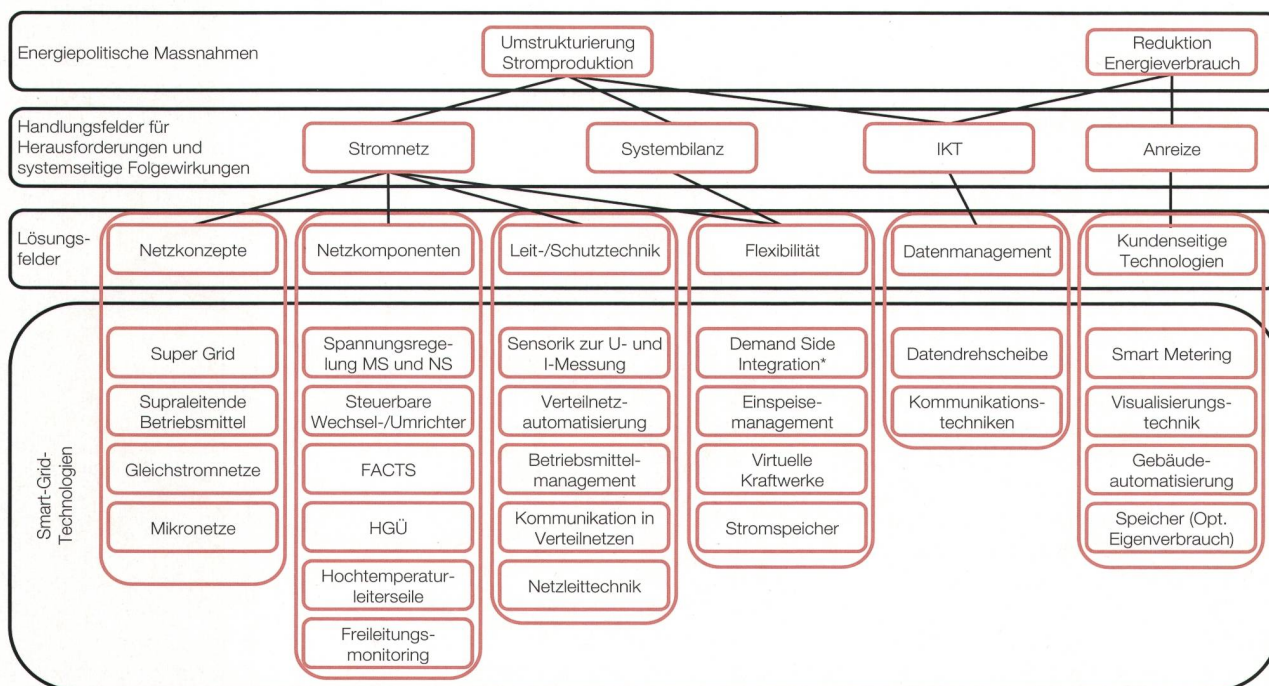 Energiepolitische Massnahmen
Umstrukturierung
Stromproduktion
Reduktion
Energieverbrauch
Handlungsfelder für
Herausforderungen und
systemseitige Folgewirkungen
Stromnetz
Systembilanz
IKT
Anreize
Lösungs-
felder
Netzkonzepte
Netzkomponenten
Leit-/Schutztechnik
Flexibilität
Datenmanagement
Kundenseitige
Technologien
Smart-Grid-
Technologien
Super Grid
Supraleitende
Betriebsmittel
Gleichstromnetze
Mikronetze
Spannungsrege-
lung MS und NS
Steuerbare
Wechsel-/Umrichter
FACTS
HGÜ
Hochtemperatur-
leiterseile
Freileitungs-
monitoring
Sensorik zur U- und
I-Messung
Verteilnetz-
automatisierung
Betriebsmittel-
management
Kommunikation in
Verteilnetzen
Netzleittechnik
Demand Side
Integration*
Einspeise-
management
Virtuelle
Kraftwerke
Stromspeicher
Datendrehscheibe
Kommunikations-
techniken
Smart Metering
Visualisierungs-
technik
Gebäude-
automatisierung
Speicher (Opt.
Eigenverbrauch)